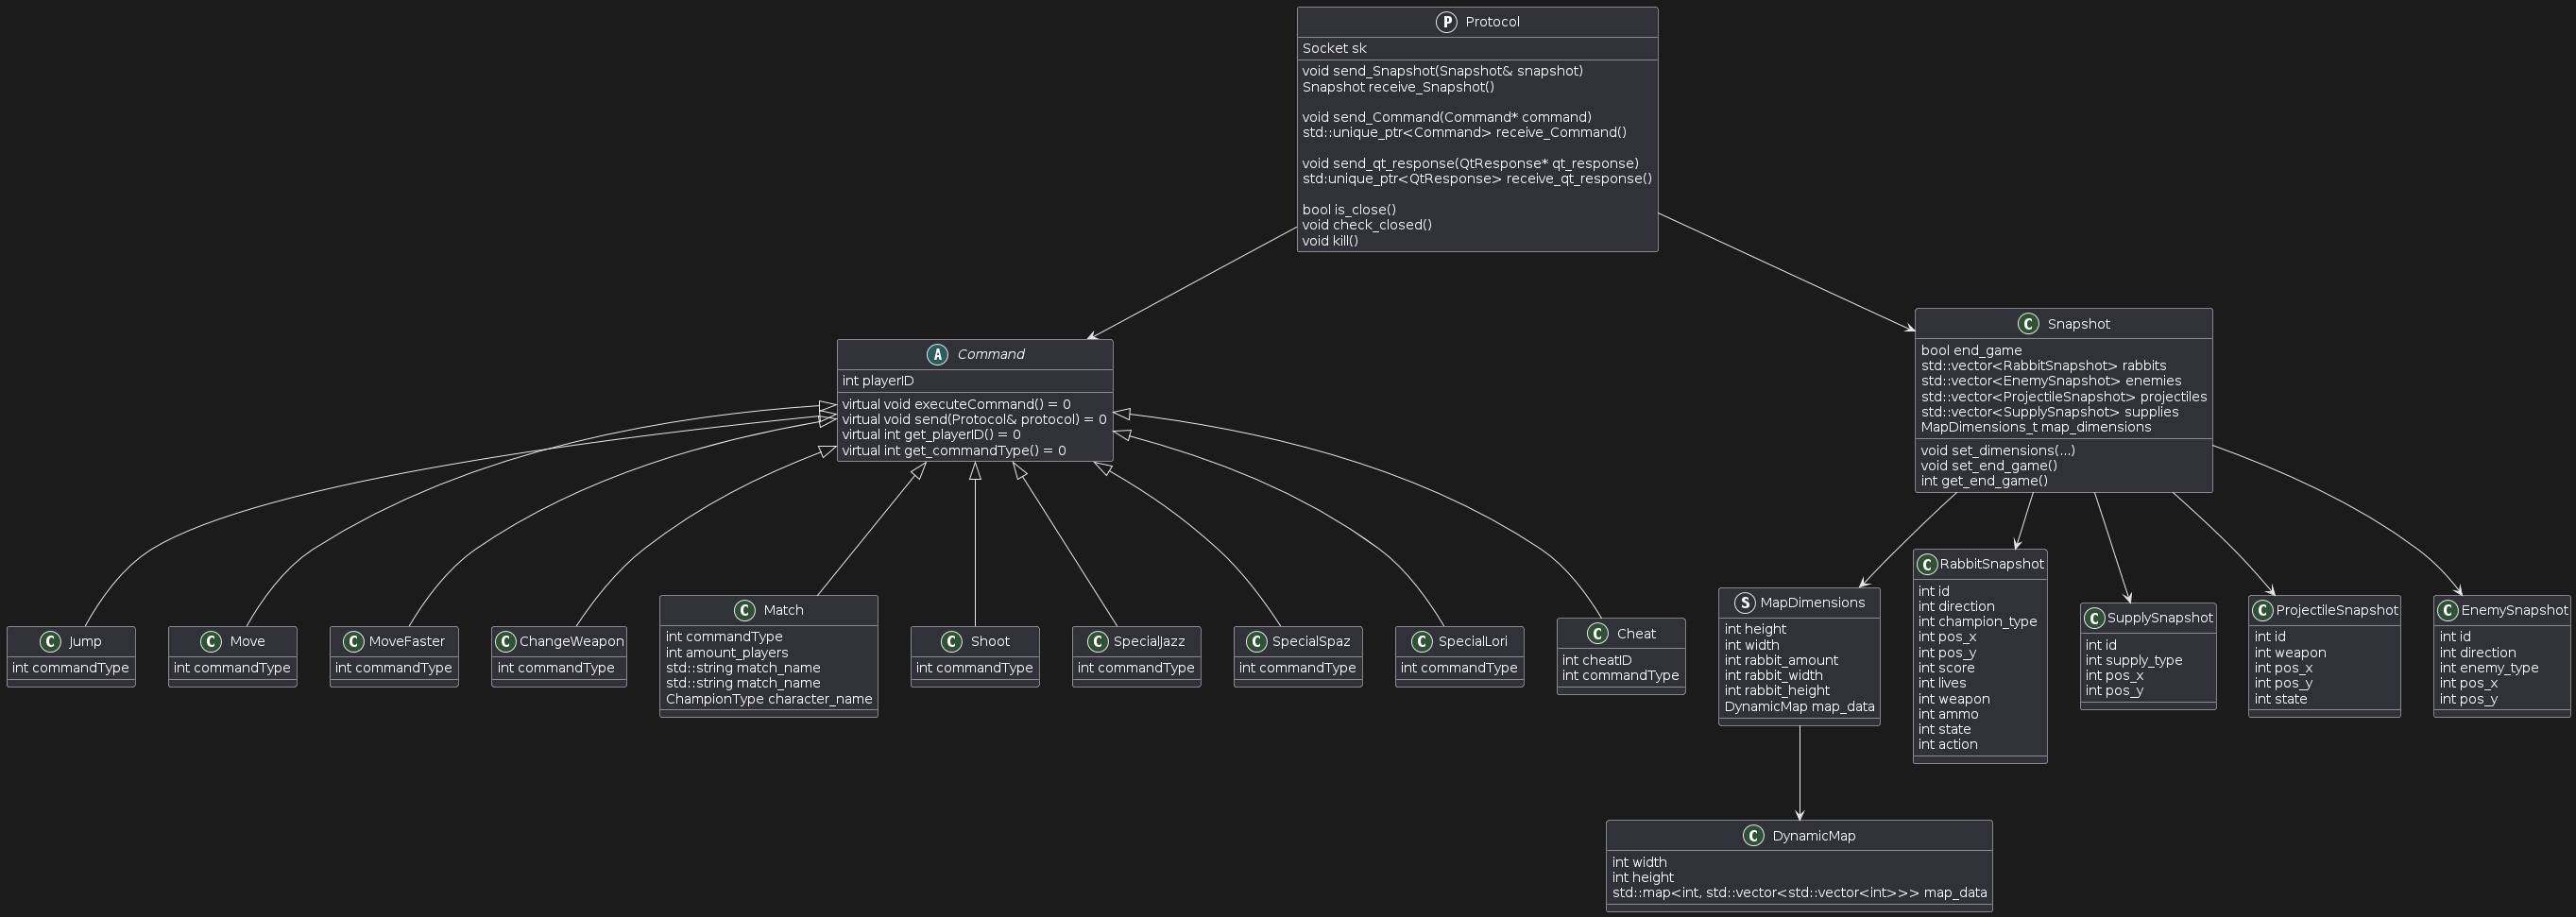 P Protocol
Socket sk
void send_Snapshot(Snapshot& snapshot)
Snapshot receive_Snapshot()
void send_Command(Command* command)
std::unique_ptr<Command> receive_Command()
void send_qt_response(QtResponse* qt_response)
std:unique_ptr<QtResponse> receive_qt_response()
bool is_close()
void check_closed()
void kill()
A Command
int playerID
virtual void executeCommand() = 0
virtual void send(Protocol& protocol) = 0
virtual int get_playerID() = 0
virtual int get_commandType() = 0
C Snapshot
bool end_game
std::vector<RabbitSnapshot> rabbits
std::vector<EnemySnapshot> enemies
std::vector<ProjectileSnapshot> projectiles
std::vector<SupplySnapshot> supplies
MapDimensions_t map_dimensions
void set_dimensions(...)
void set_end_game()
int get_end_game()
C Jump
int commandType
C Move
int commandType
C MoveFaster
int commandType
C ChangeWeapon
int commandType
C Match
int commandType
int amount_players
std::string match_name
std::string match_name
ChampionType character_name
C Shoot
int commandType
C SpecialJazz
int commandType
C SpecialSpaz
int commandType
C SpecialLori
int commandType
C Cheat
int cheatID
int commandType
S MapDimensions
int height
int width
int rabbit_amount
int rabbit_width
int rabbit_height
DynamicMap map_data
C RabbitSnapshot
int id
int direction
int champion_type
int pos_x
int pos_y
int score
int lives
int weapon
int ammo
int state
int action
C SupplySnapshot
int id
int supply_type
int pos_x
int pos_y
C ProjectileSnapshot
int id
int weapon
int pos_x
int pos_y
int state
C EnemySnapshot
int id
int direction
int enemy_type
int pos_x
int pos_y
C DynamicMap
int width
int height
std::map<int, std::vector<std::vector<int>>> map_data